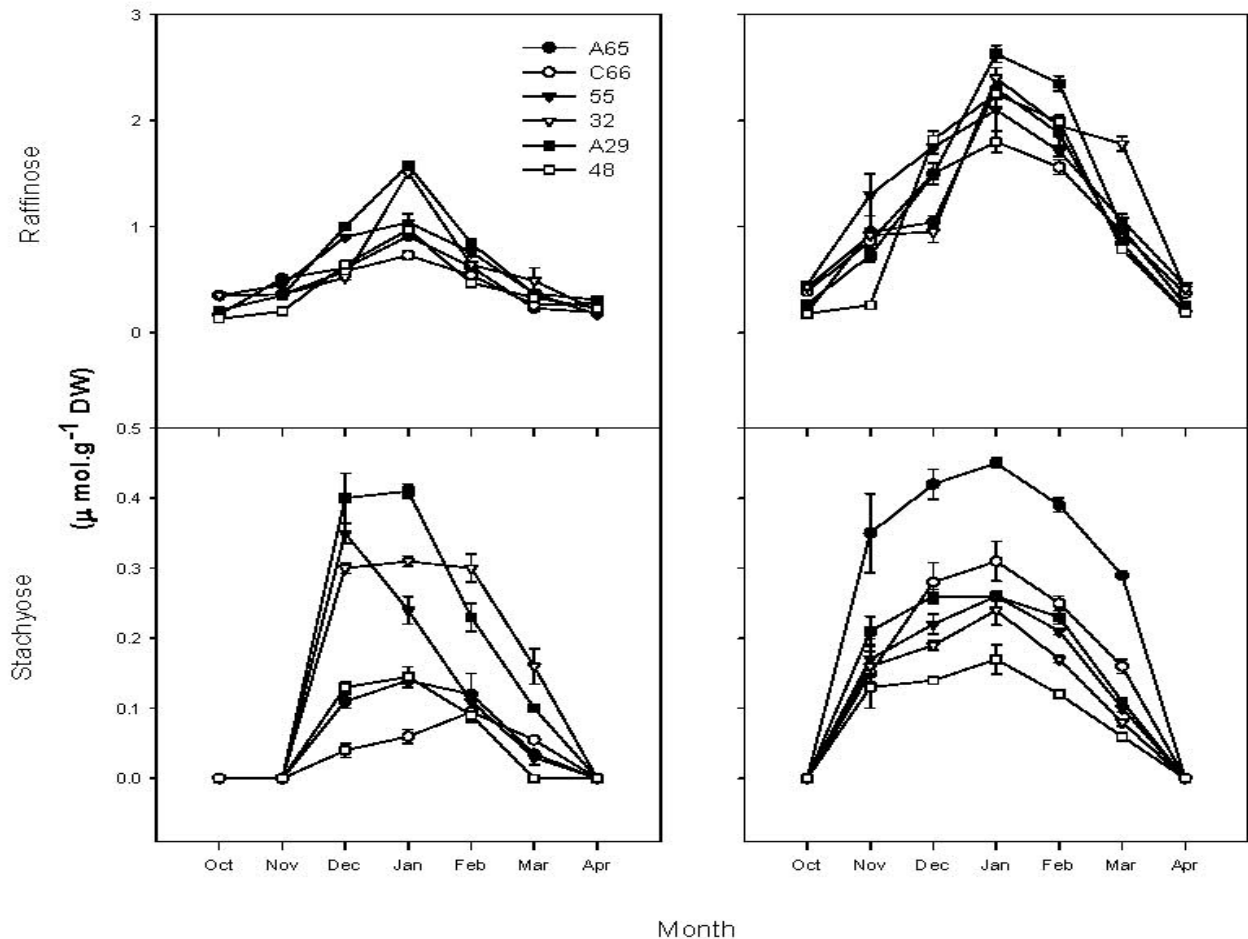 3
2
1
0
A65
C66
55
32
A29
48
Raffinose
(μ mol.g-1 DW)
0.5
0.4
0.3
0.2
0.1
0.0
Stachyose
Oct Nov Dec Jan Feb Mar Apr
Oct Nov Dec Jan Feb Mar Apr
Month